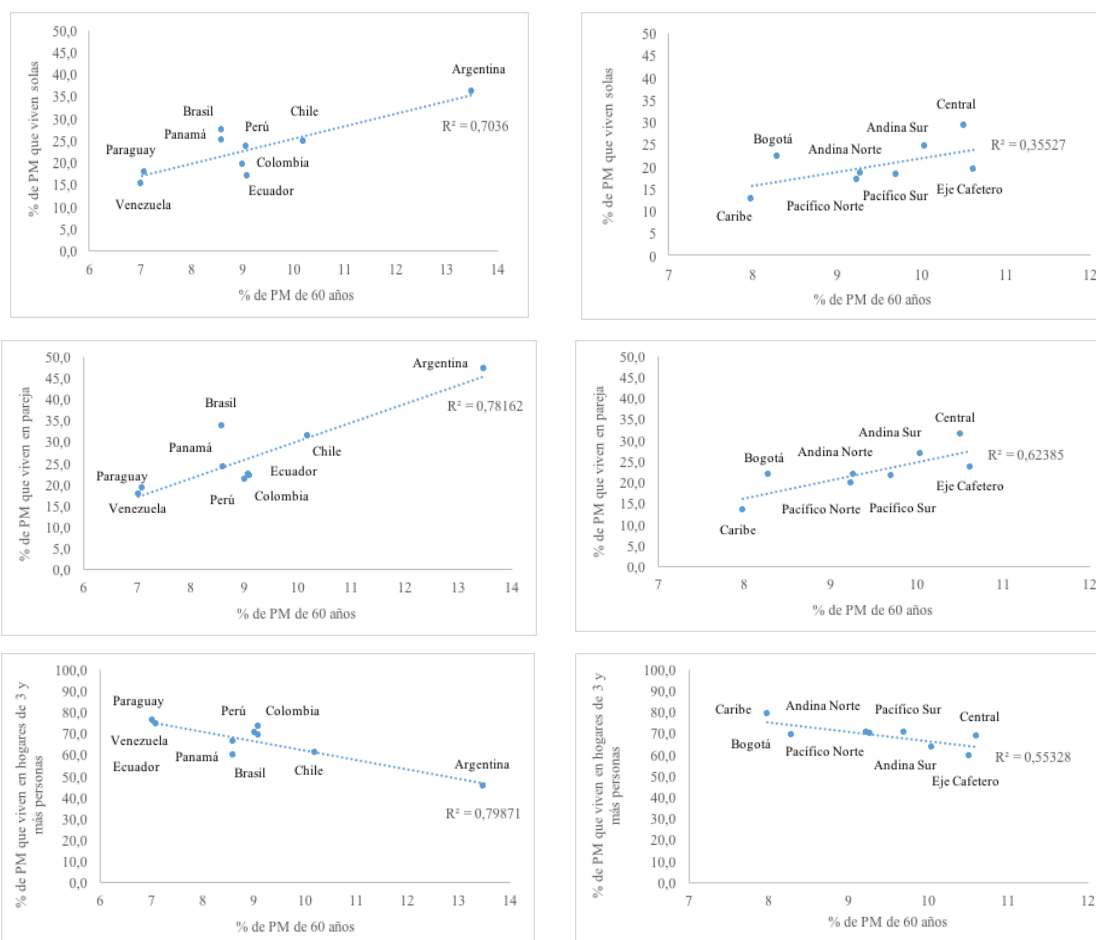 % de PM que viven solas
50,0
45,0
40,0
35,0
30,0
25,0
20,0
15,0
10,0
5,0
0,0
Argentina
Brasil
Chile
Panamá
Perú
R² = 0,7036
Paraguay
Colombia
Ecuador
Venezuela
6 7 8 9 10 11 12 13 14
% de PM de 60 años
% de PM que viven solas
50
45
40
35
30
25
20
15
10
5
0
Central
Andina Sur
Bogotá
Andina Norte
R² = 0,35527
Pacífico Sur
Eje Cafetero
Pacífico Norte
Caribe
7 8 9 10 11 12
% de PM de 60 años
% de PM que viven en pareja
50,0
45,0
40,0
35,0
30,0
25,0
20,0
15,0
10,0
5,0
0,0
Argentina
Brasil
R² = 0,78162
Panamá
Chile
Paraguay
Ecuador
Perú
Colombia
Venezuela
6 7 8 9 10 11 12 13 14
% de PM de 60 años
% de PM que viven en pareja
50,0
45,0
40,0
35,0
30,0
25,0
20,0
15,0
10,0
5,0
0,0
Central
Andina Sur
Bogotá
Andina Norte
R² = 0,62385
Eje Cafetero
Pacífico Norte
Pacífico Sur
Caribe
7 8 9 10 11 12
% de PM de 60 años
% de PM que viven en hogares de 3 y
más personas
100,0
90,0
80,0
70,0
60,0
50,0
40,0
30,0
20,0
10,0
0,0
Paraguay
Perú
Colombia
Venezuela
Panamá
Ecuador
Brasil
Chile
Argentina
R² = 0,79871
6 7 8 9 10 11 12 13 14
% de PM de 60 años
% de PM que viven en hogares de 3 y
más personas
100,0
90,0
80,0
70,0
60,0
50,0
40,0
30,0
20,0
10,0
0,0
Caribe
Andina Norte
Pacífico Sur
Central
Bogotá
Pacífico Norte
R² = 0,55328
Andina Sur
Eje Cafetero
7 8 9 10 11 12
% de PM de 60 años